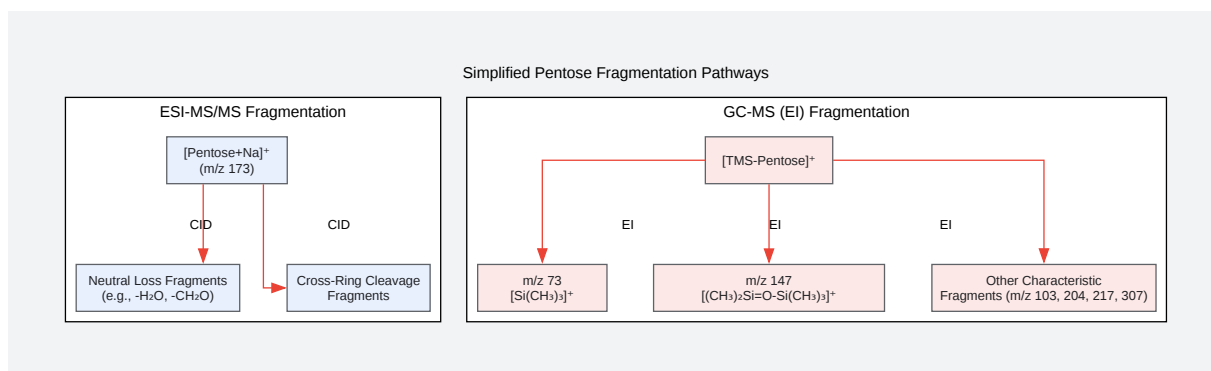 Simplified Pentose Fragmentation Pathways
ESI-MS/MS Fragmentation
[Pentose+Na]⁺
(m/z 173)
CID
CID
Neutral Loss Fragments
(e.g., -H₂O, -CH₂O)
Cross-Ring Cleavage
Fragments
GC-MS (EI) Fragmentation
[TMS-Pentose]⁺
EI
EI
EI
m/z 73
[Si(CH₃)₃]⁺
m/z 147
[(CH₃)₂Si=O-Si(CH₃)₃]⁺
Other Characteristic
Fragments (m/z 103, 204, 217, 307)